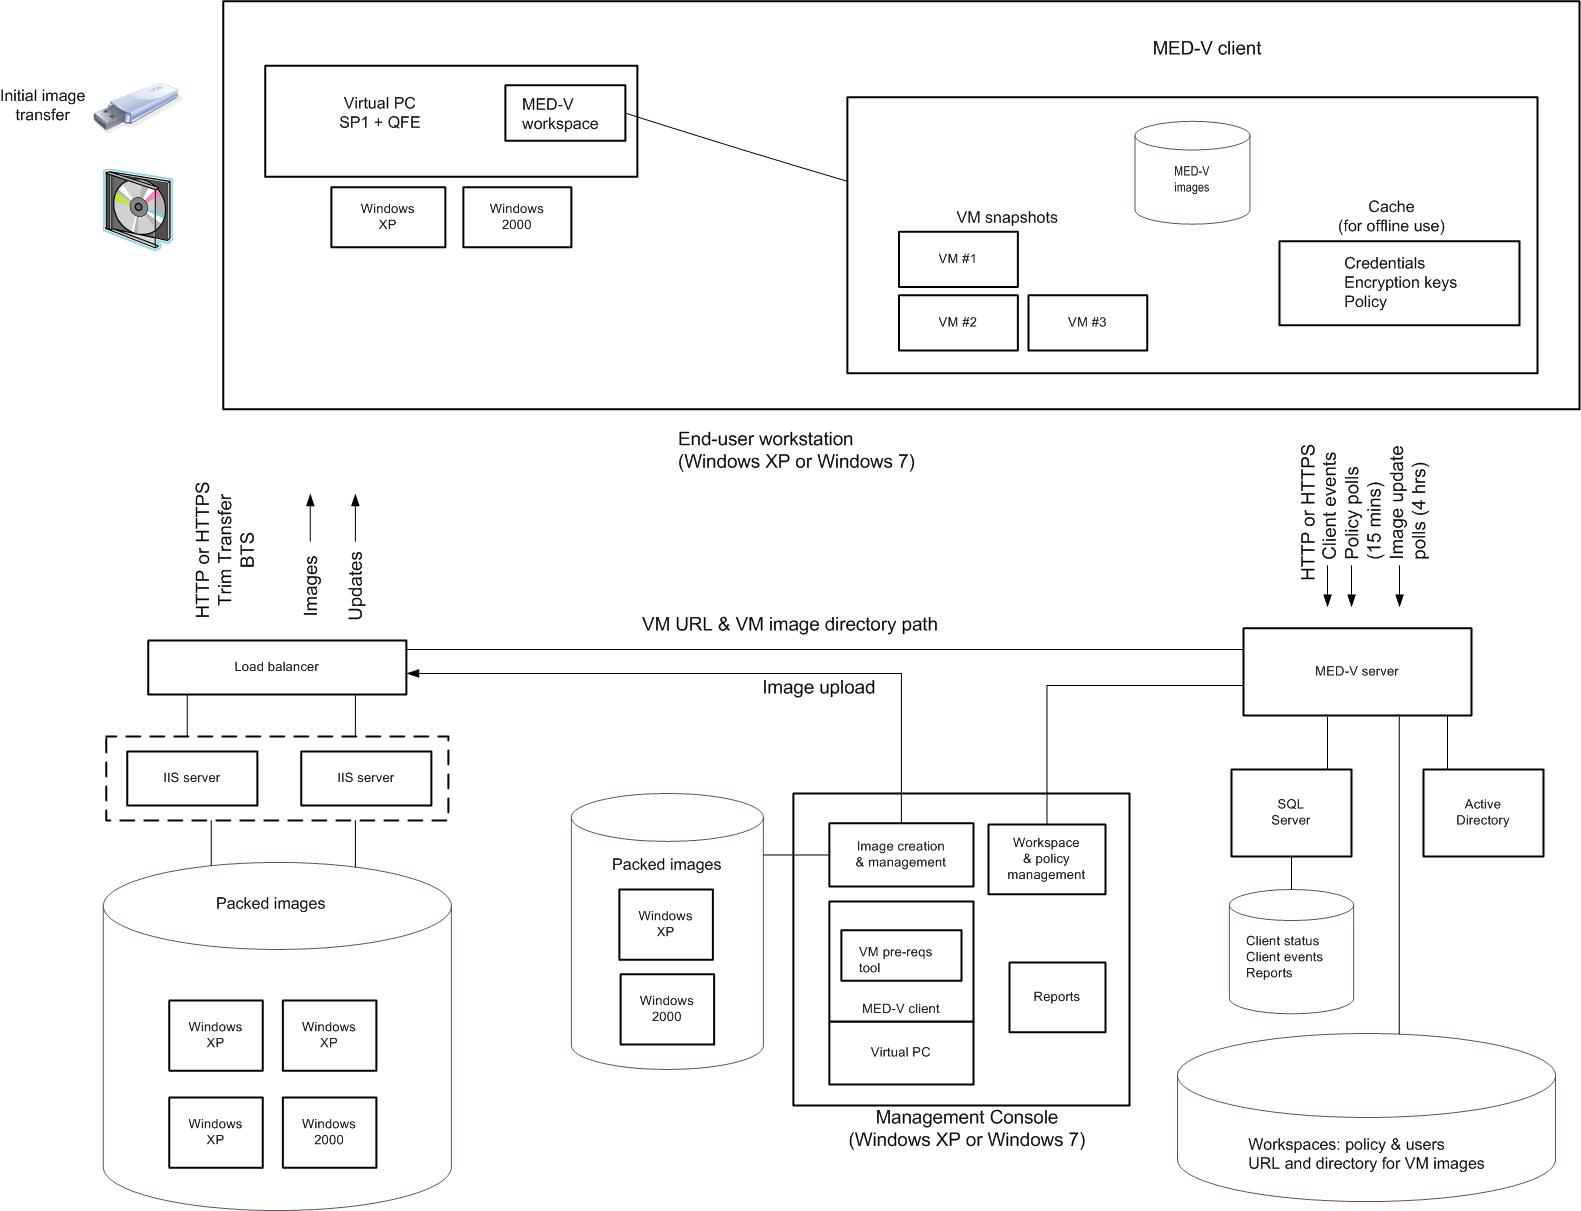 MED-V client
Initial image
transfer
Virtual PC
SP1 + QFE
MED-V
workspace
Windows
XP
Windows
2000
MED-V
images
VM snapshots
VM #1
VM #2
VM #3
Cache
(for offline use)
Credentials
Encryption keys
Policy
End-user workstation
(Windows XP or Windows 7)
HTTP or HTTPS
Trim Transfer
BTS
Images
Updates
HTTP or HTTPS
Client events
Policy polls
(15 mins)
Image update
polls (4 hrs)
VM URL & VM image directory path
Load balancer
Image upload
MED-V server
IIS server
IIS server
SQL
Server
Active
Directory
Packed images
Windows
XP
Windows
XP
Windows
XP
Windows
2000
Packed images
Windows
XP
Windows
2000
Image creation
& management
Workspace
& policy
management
VM pre-reqs
tool
MED-V client
Virtual PC
Reports
Management Console
(Windows XP or Windows 7)
Client status
Client events
Reports
Workspaces: policy & users
URL and directory for VM images